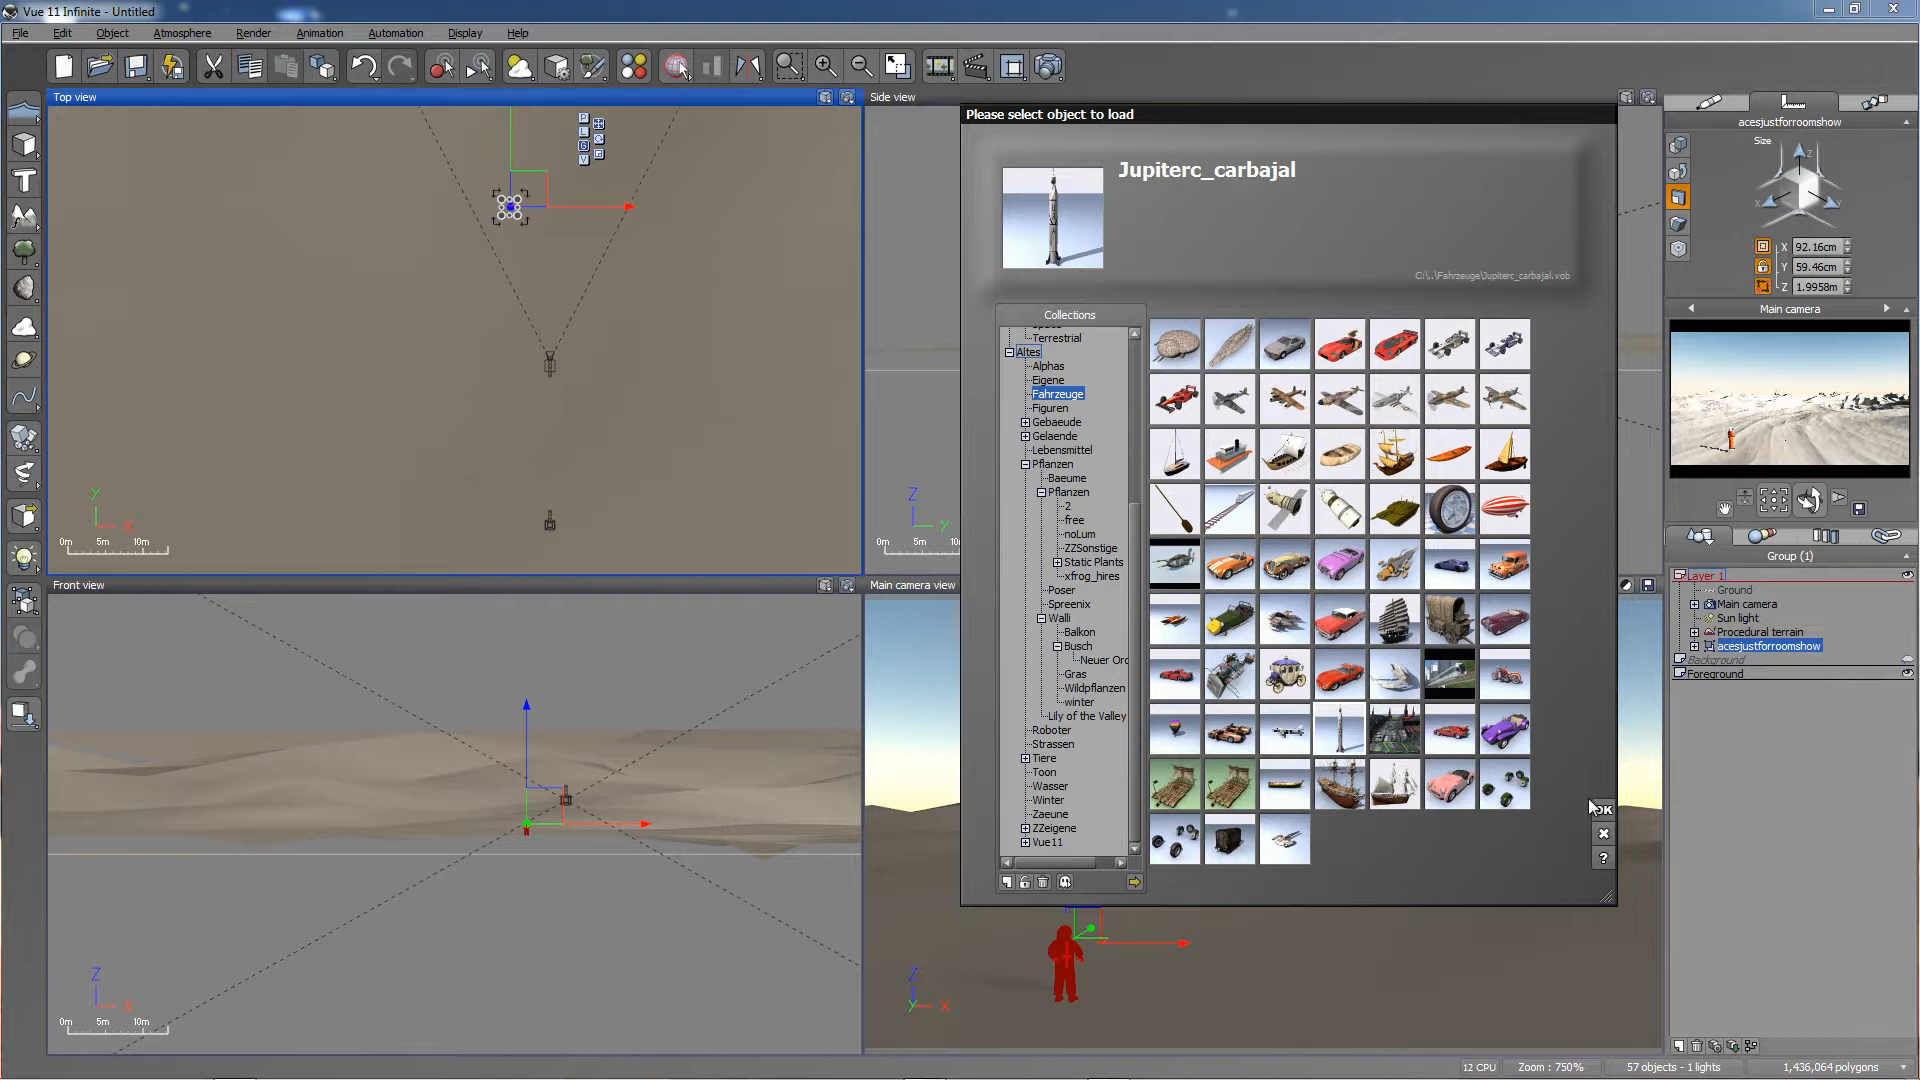 Vue 11 Infinite - Untitled
File Edit Object Atmosphere Render Animation Automation Display Help
Top view
Side view
Please select object to load
acesjustforroomshow
P
L
G
V
Size
Z
X
Y
Jupiterc_carbajal
C:\.\Fahrzeuge\Jupiterc_carbajal.vob
X 92.16cm
Y 59.46cm
Z 1.9958m
Main camera
Collections
Terrestrial
Altes
Alphas
Eigene
Fahrzeuge
Figuren
Gebaeude
Gelaende
Lebensmittel
Pflanzen
Baeume
Pflanzen
2
free
noLum
ZZSonstige
Static Plants
xfrog_hires
Poser
Spreenix
Walli
Balkon
Busch
Neuer Orc
Gras
Wildpflanzen
winter
Lily of the Valley
Roboter
Strassen
Tiere
Toon
Wasser
Winter
Zaeune
ZZeigene
Vue11
OK
?
Y
X
0m 5m 10m
Z
Y
0m 5m 10
Front view
Main camera view
Z
X
0m 5m 10m
Z
Y
X
Group (1)
Layer 1
Ground
Main camera
Sun light
Procedural terrain
acesjustforroomshow
Background
Foreground
12 CPU Zoom : 750% 57 objects - 1 lights 1,436,064 polygons